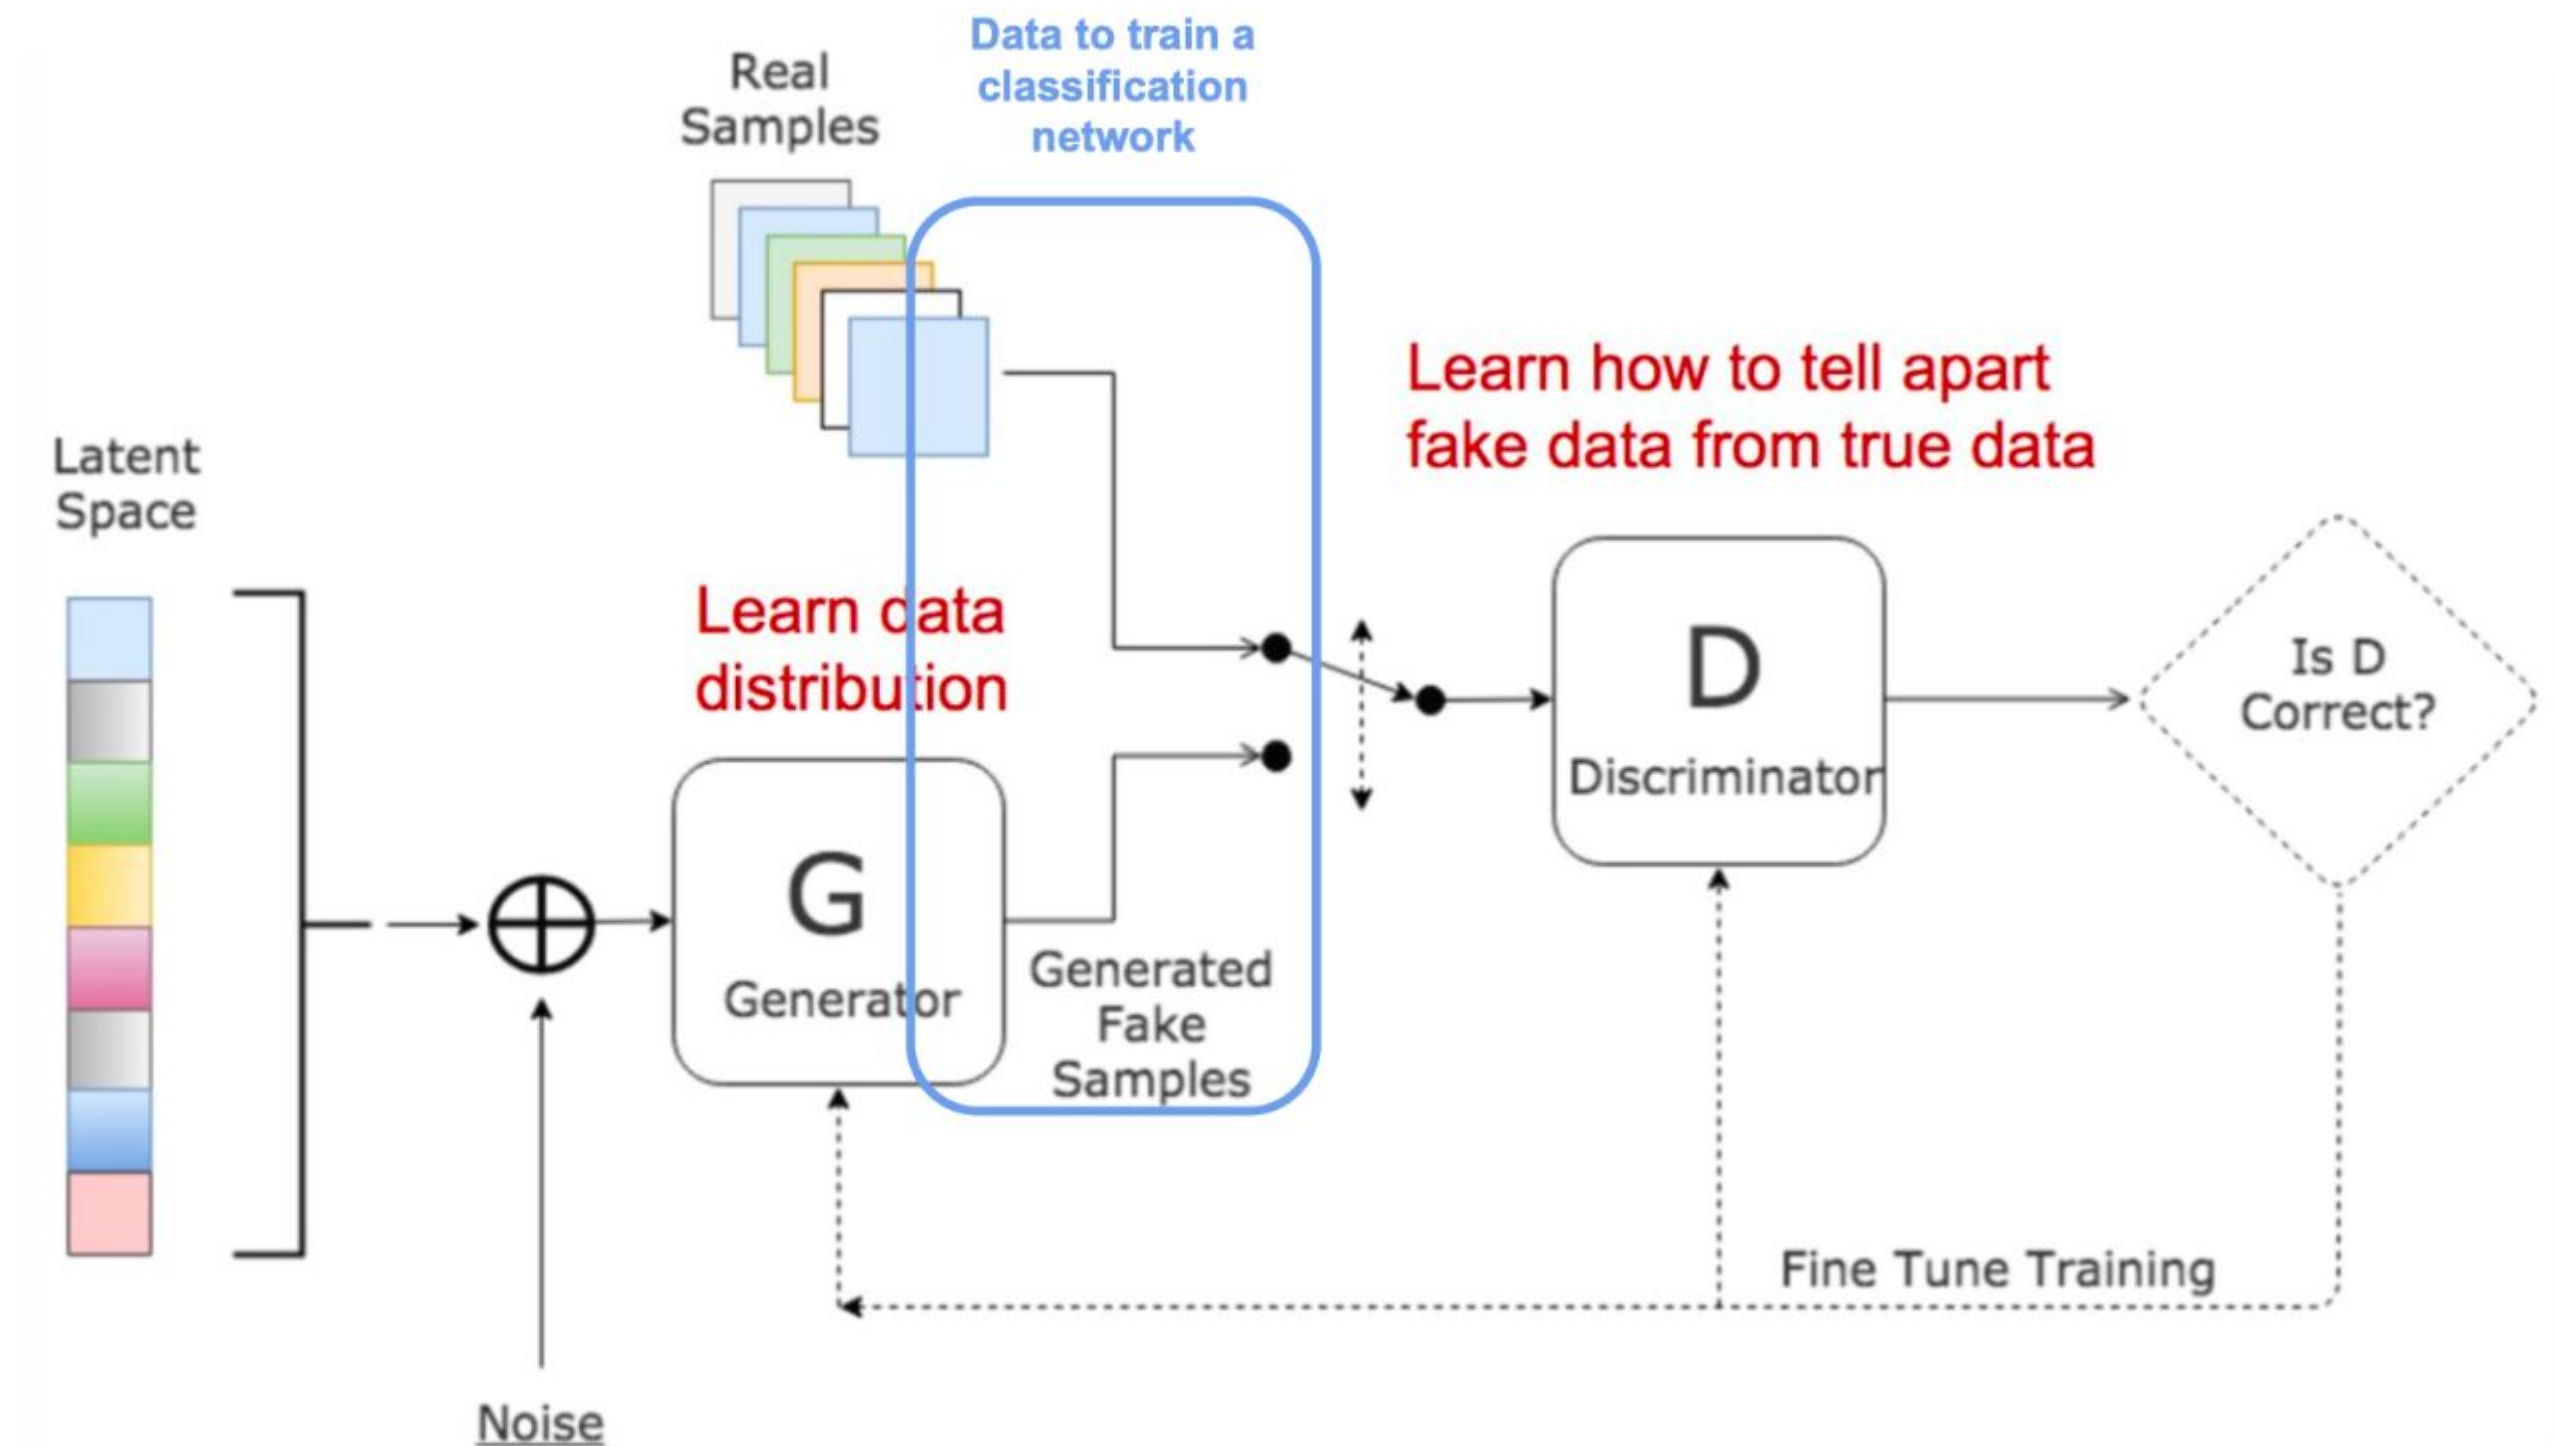 Data to train a
classification
network
Real
Samples
Learn how to tell apart
fake data from true data
Latent
Space
Learn data
distribution
Is D
Correct?
D
Discriminator
G
Generator
Generated
Fake
Samples
Fine Tune Training
Noise